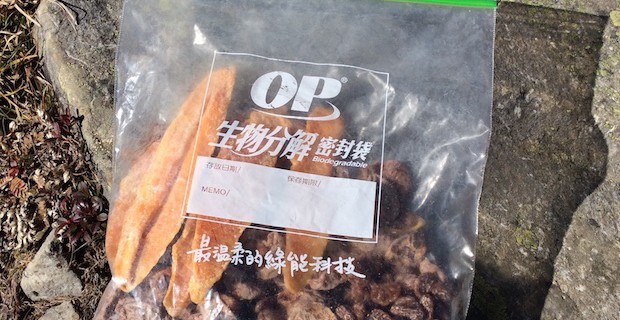 OP®
生物分解密封袋
Biodegradable
存放日期/ 保存期限/
MEMO/
最溫柔的綠能科技